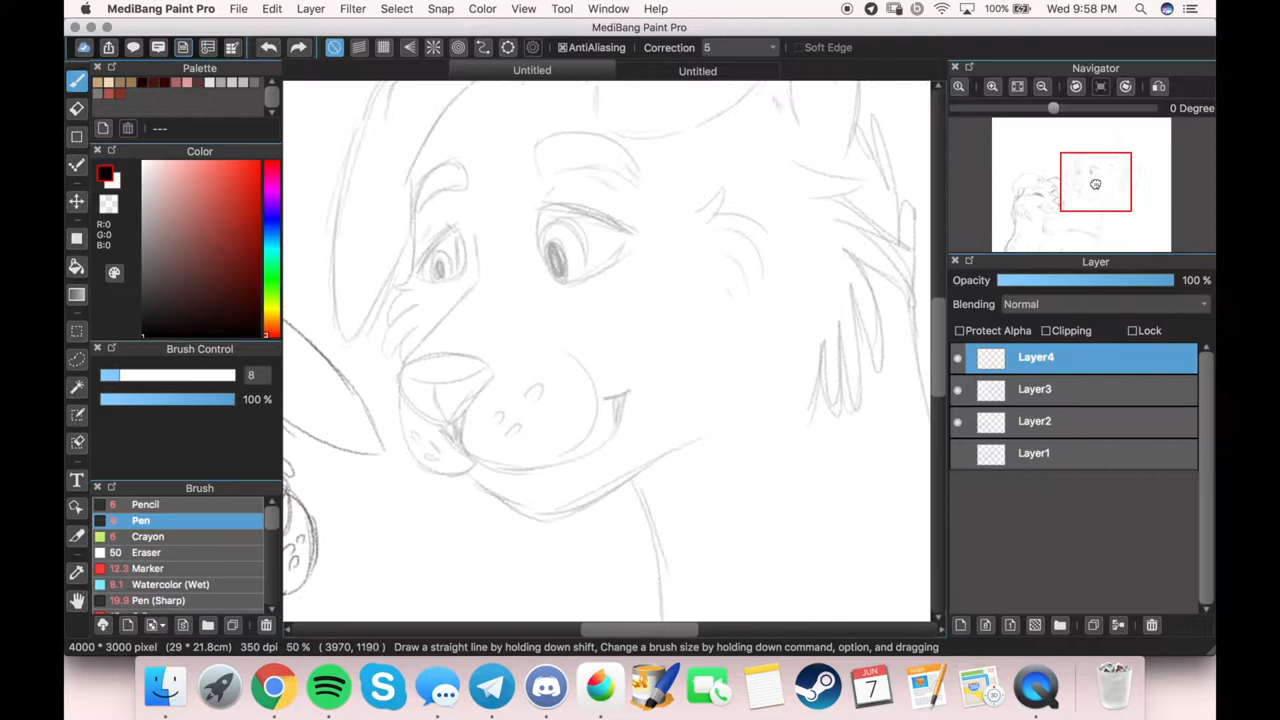 MediBang Paint Pro File Edit Layer Filter Select Snap Color View Tool Window Help 100% Wed 9:58 PM
MediBang Paint Pro
AntiAliasing Correction 5 Soft Edge
Palette
Untitled Untitled
Navigator
0 Degree
---
Color
R:0
G:0
B:0
Layer
Opacity 100 %
Blending Normal
Protect Alpha Clipping Lock
Brush Control
8
100 %
Layer4
Layer3
Layer2
Layer1
Brush
6 Pencil
9 Pen
6 Crayon
50 Eraser
12.3 Marker
8.1 Watercolor (Wet)
19.9 Pen (Sharp)
T
4000 * 3000 pixel (29 * 21.8cm) 350 dpi 50 % ( 3970, 1190 ) Draw a straight line by holding down shift, Change a brush size by holding down command, option, and dragging
JUN
7